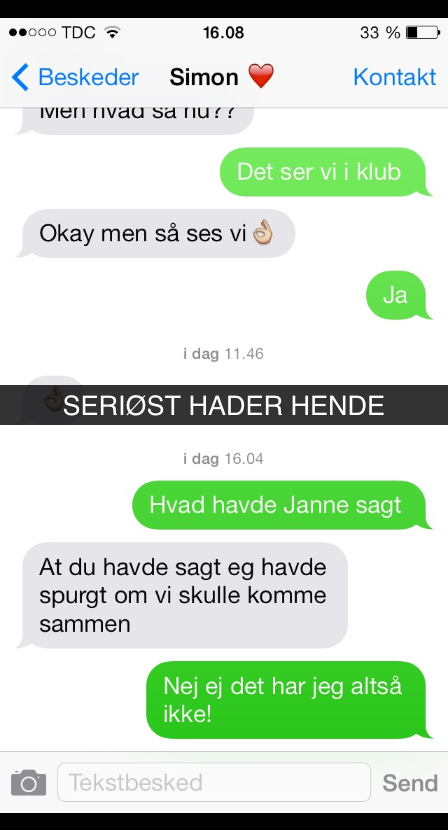 TDC 16.08 33 %
Beskeder Simon ❤️ Kontakt
Men hvad så nu??
Det ser vi i klub
Okay men så ses vi👌
Ja
i dag 11.46
👌
SERIØST HADER HENDE
i dag 16.04
Hvad havde Janne sagt
At du havde sagt eg havde
spurgt om vi skulle komme
sammen
Nej ej det har jeg altså
ikke!
Tekstbesked Send